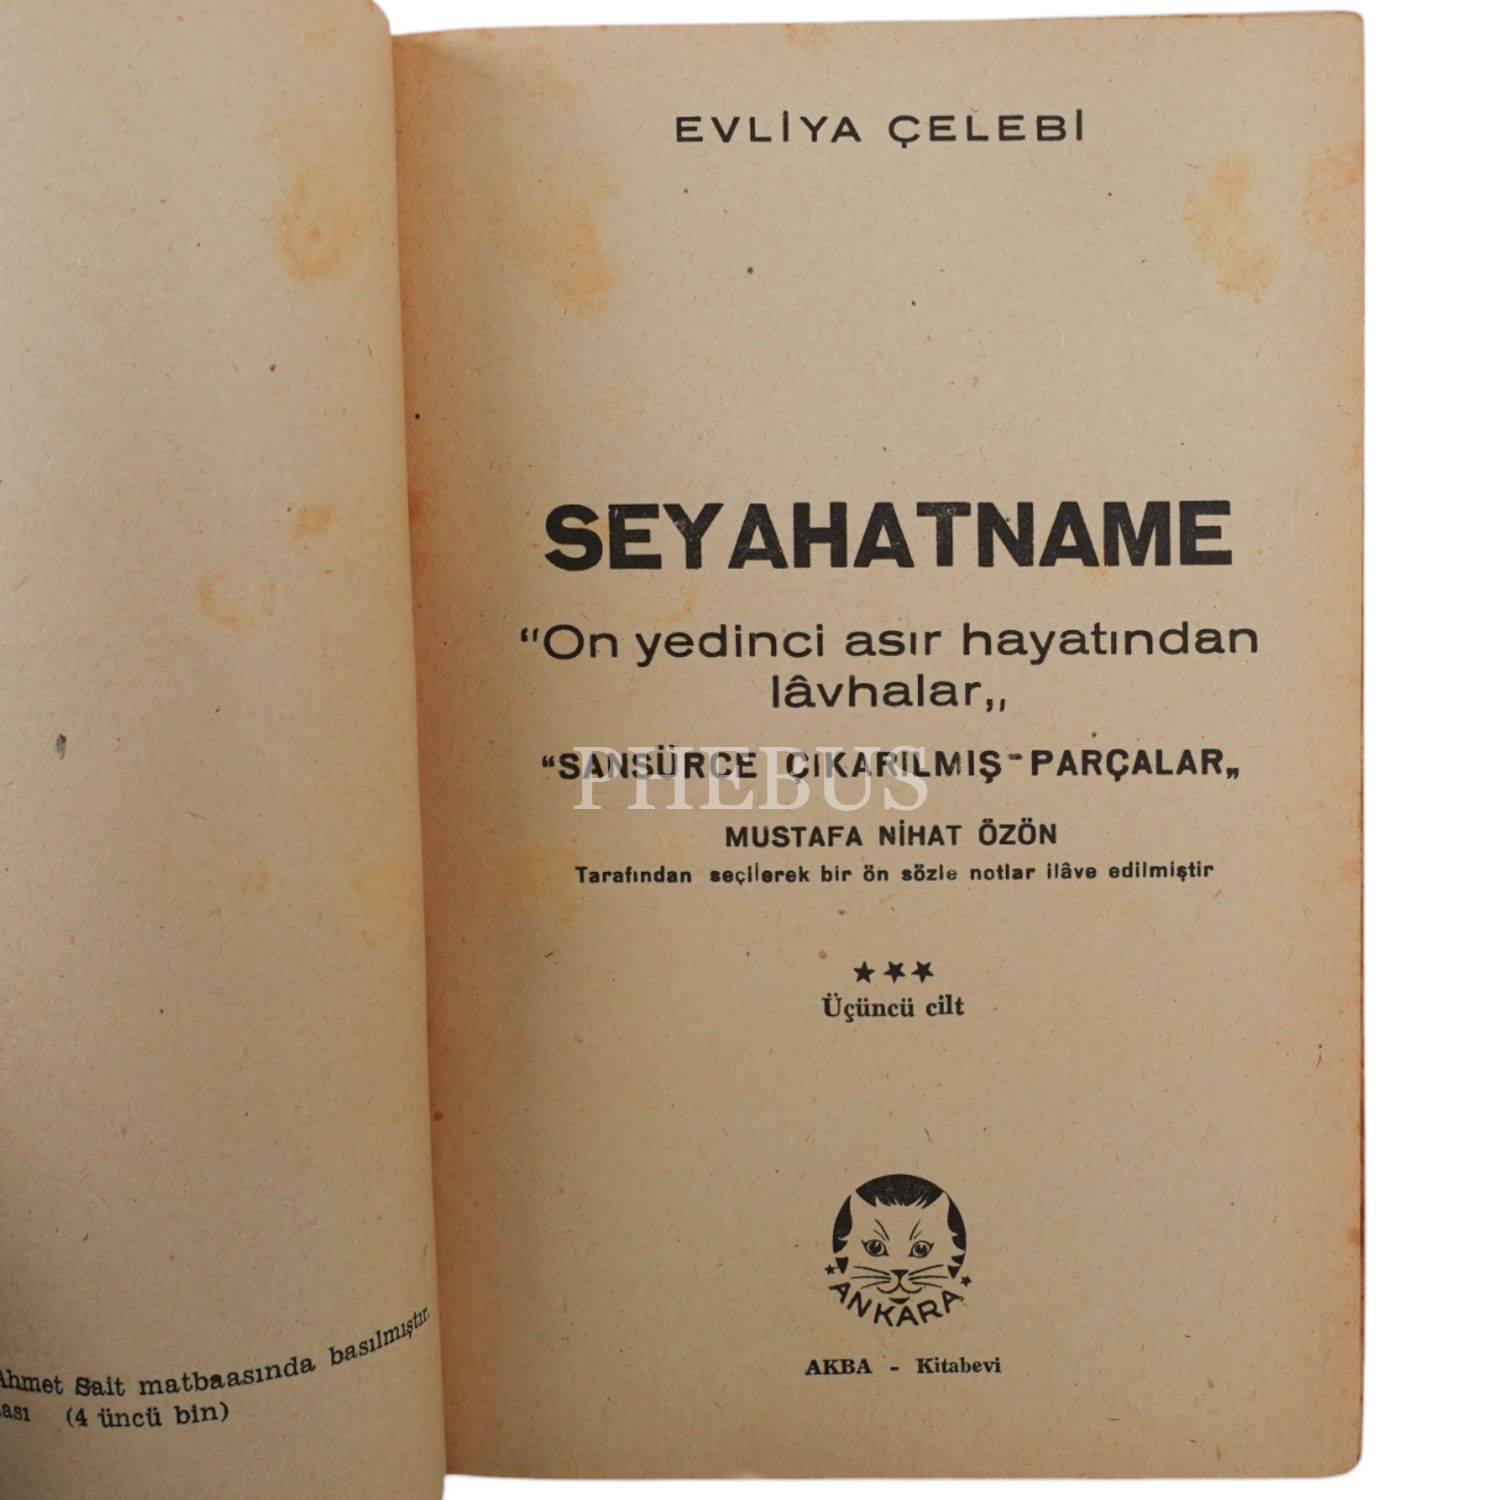 Ahmet Sait matbaasında basılmıştır.
ası (4 üncü bin)
EVLİYA ÇELEBİ
SEYAHATNAME
“On yedinci asır hayatından
lâvhalar„
“SANSÜRCE ÇIKARILMIŞ-PARÇALAR„
PHEBUS
MUSTAFA NİHAT ÖZÖN
Tarafından seçilerek bir ön sözle notlar ilâve edilmiştir
★★★
Üçüncü cilt
ANKARA
AKBA - Kitabevi